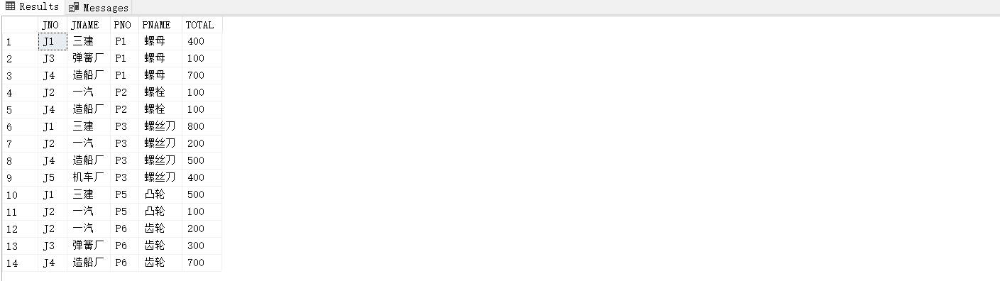 Results Messages
JNO JNAME PNO PNAME TOTAL
1 J1 三建 P1 螺母 400
2 J3 弹簧厂 P1 螺母 100
3 J4 造船厂 P1 螺母 700
4 J2 一汽 P2 螺栓 100
5 J4 造船厂 P2 螺栓 100
6 J1 三建 P3 螺丝刀 800
7 J2 一汽 P3 螺丝刀 200
8 J4 造船厂 P3 螺丝刀 500
9 J5 机车厂 P3 螺丝刀 400
10 J1 三建 P5 凸轮 500
11 J2 一汽 P5 凸轮 100
12 J2 一汽 P6 齿轮 200
13 J3 弹簧厂 P6 齿轮 300
14 J4 造船厂 P6 齿轮 700